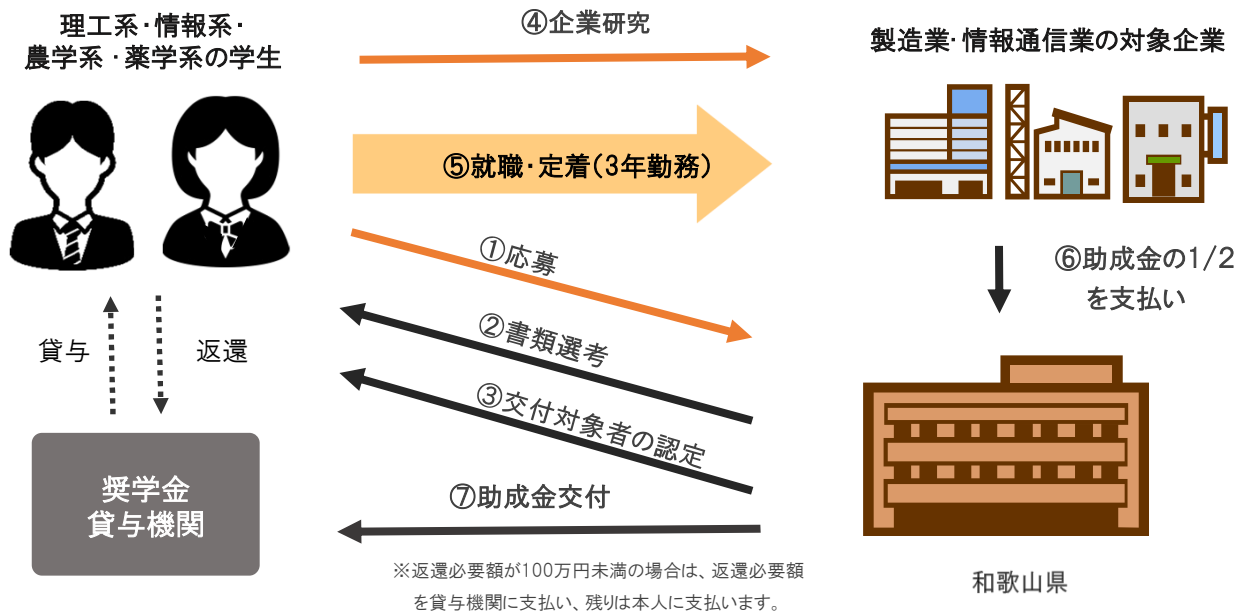 理工系・情報系・
農学系・薬学系の学生
④企業研究
製造業・情報通信業の対象企業
⑤就職・定着(3年勤務)
①応募
②書類選考
③交付対象者の認定
⑥助成金の1/2
を支払い
貸与
返還
奨学金
貸与機関
⑦助成金交付
※返還必要額が100万円未満の場合は、返還必要額
を貸与機関に支払い、残りは本人に支払います。
和歌山県